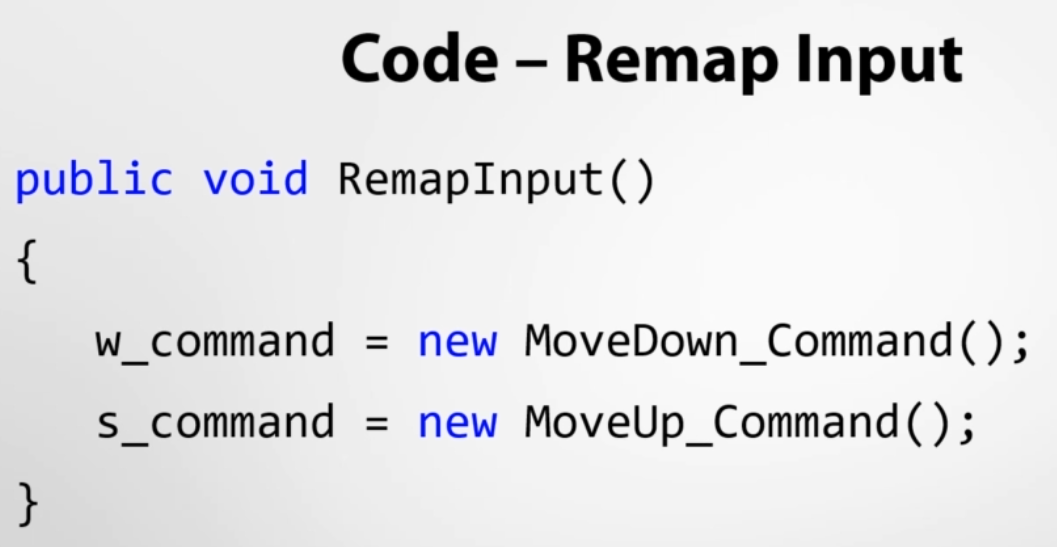 Code – Remap Input
public void RemapInput()
{
w_command = new MoveDown_Command();
s_command = new MoveUp_Command();
}